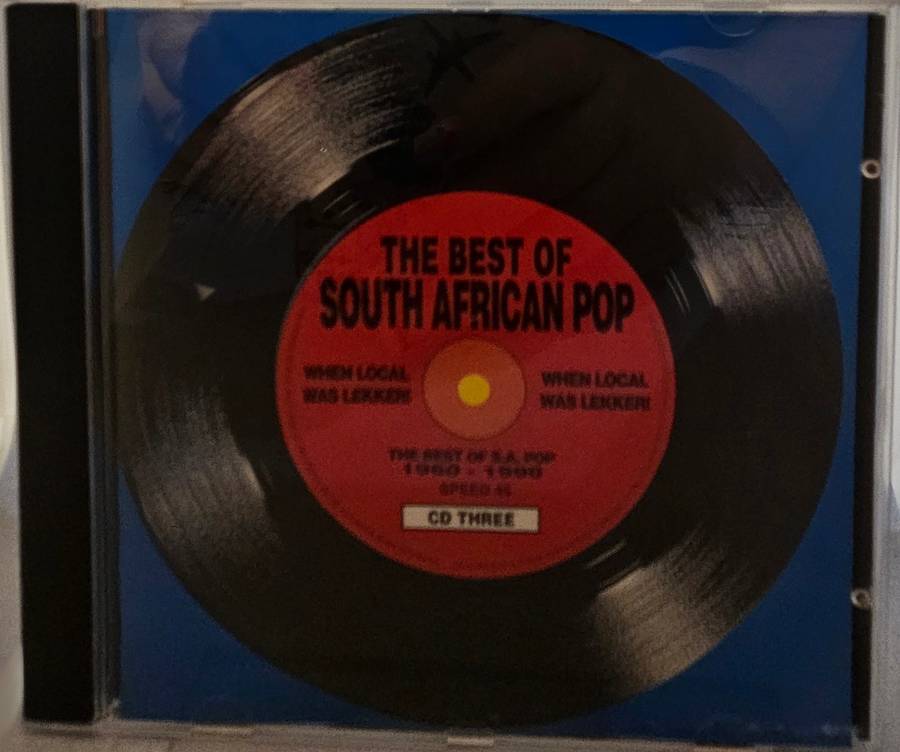 THE BEST OF
SOUTH AFRICAN POP
WHEN LOCAL
WAS LEKKER!
WHEN LOCAL
WAS LEKKER!
THE BEST OF S.A. POP
1960 - 1990
SPEED 45
CD THREE